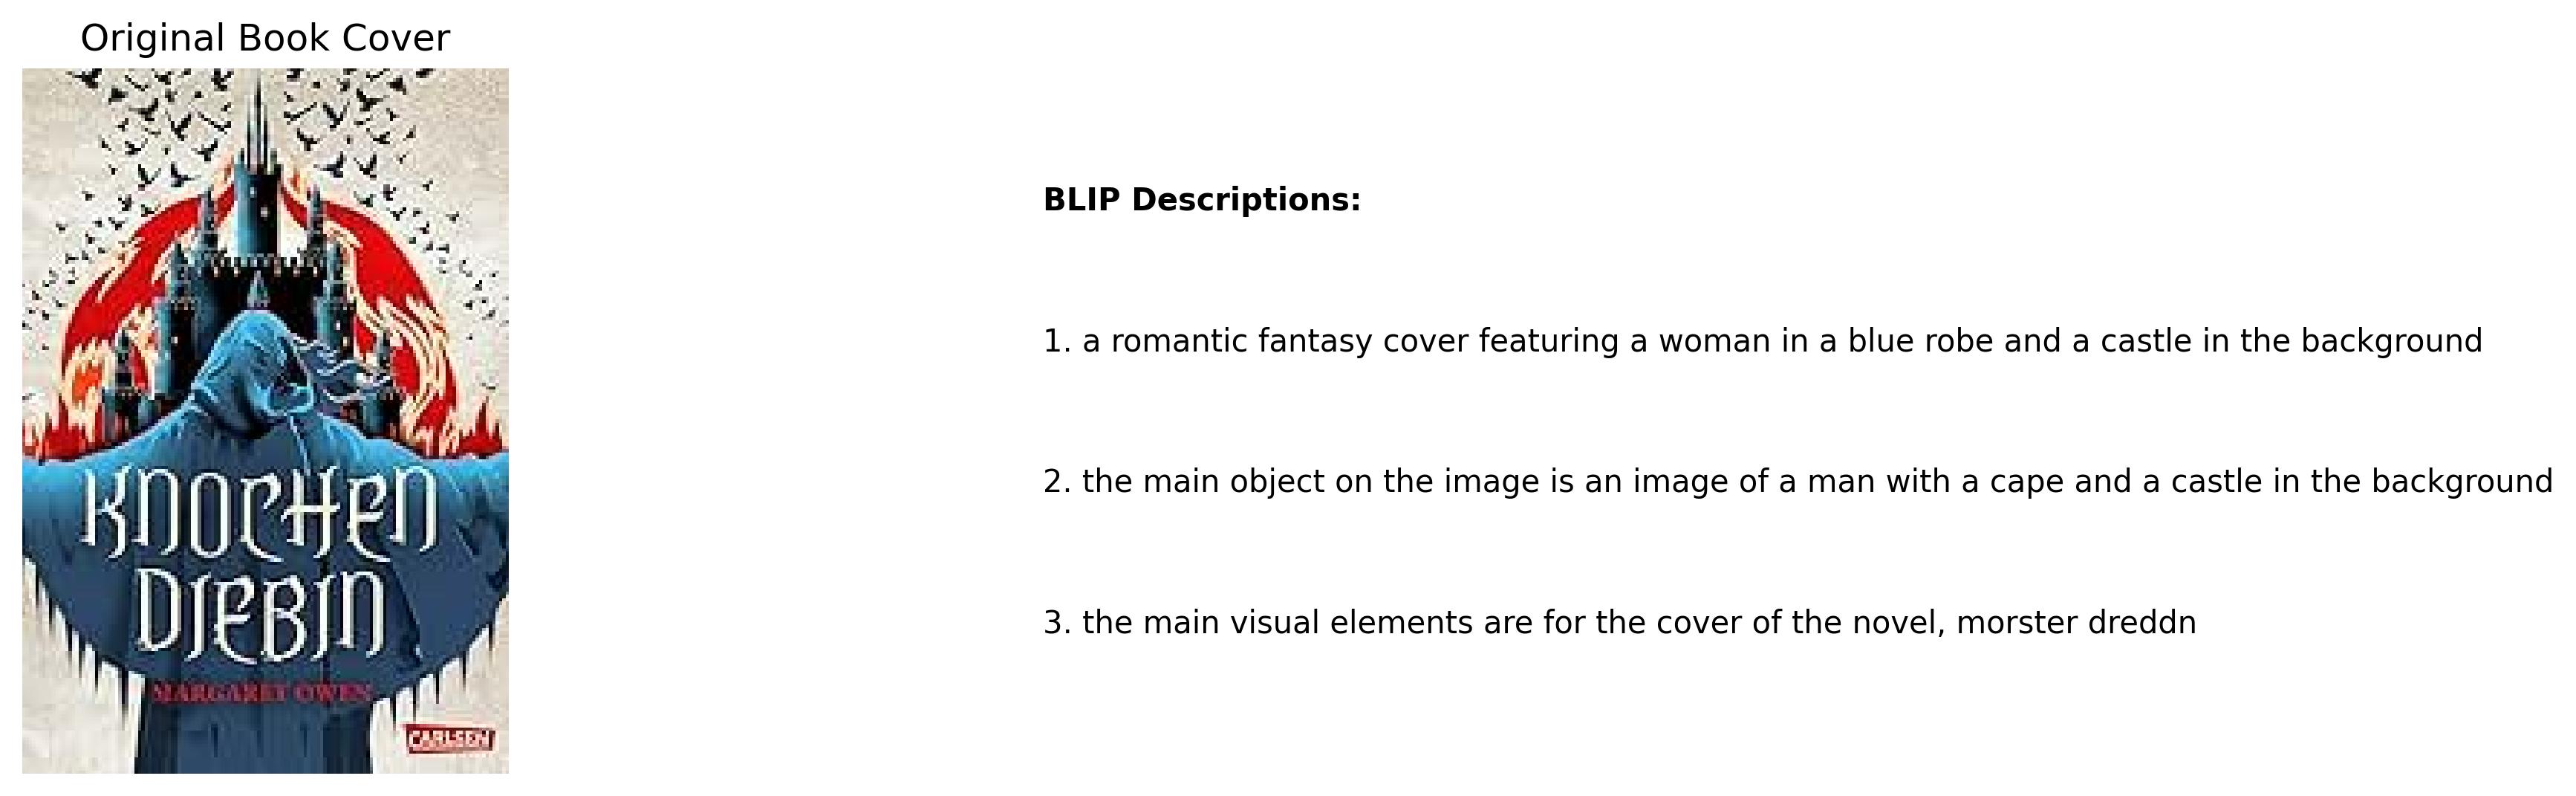 Original Book Cover
KNOCHEN
DIEBIN
MARGARET OWEN
CARLSEN
BLIP Descriptions:
1. a romantic fantasy cover featuring a woman in a blue robe and a castle in the background
2. the main object on the image is an image of a man with a cape and a castle in the background
3. the main visual elements are for the cover of the novel, morster dreddn